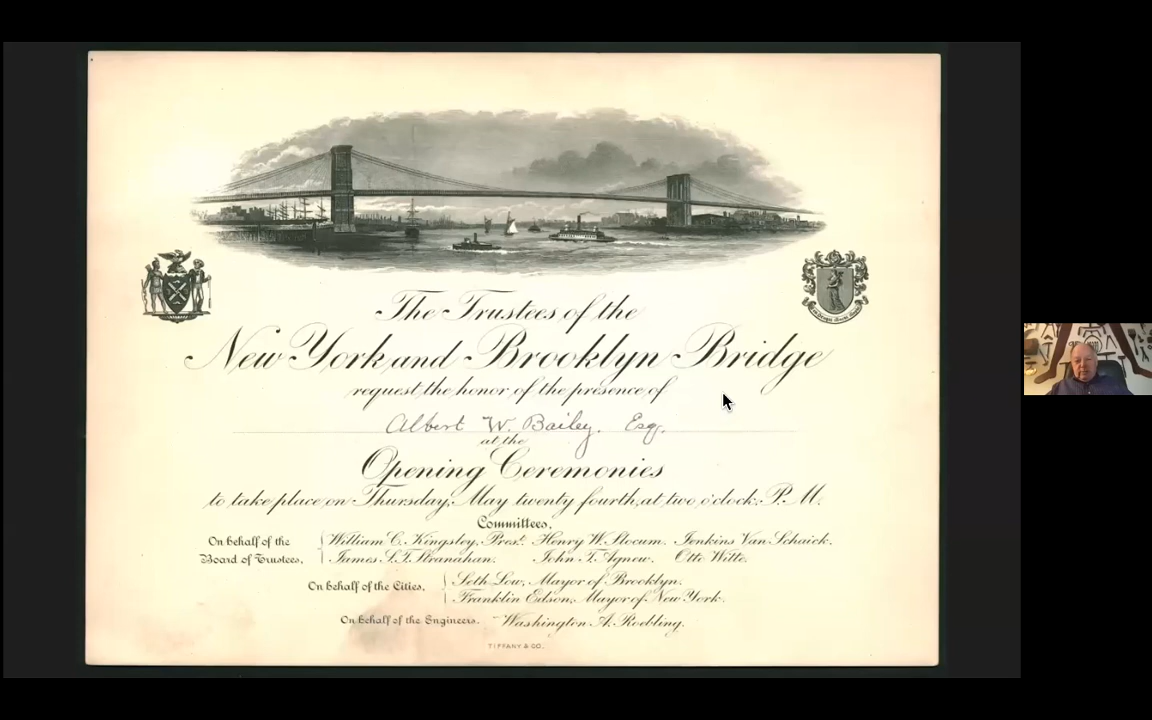 The Trustees of the
New York and Brooklyn Bridge
request the honor of the presence of
Albert W. Bailey, Esq.
at the
Opening Ceremonies
to take place on Thursday, May twenty fourth, at two o'clock P.M.
Committees,
On behalf of the Board of Trustees, William C. Kingsley, Prest. Henry W. Slocum. Jenkins Van Schaick.
James S.T. Stranahan. John T. Agnew. Otto Witte.
On behalf of the Cities, Seth Low, Mayor of Brooklyn.
Franklin Edson, Mayor of New York.
On behalf of the Engineers. Washington A. Roebling.
TIFFANY & CO.